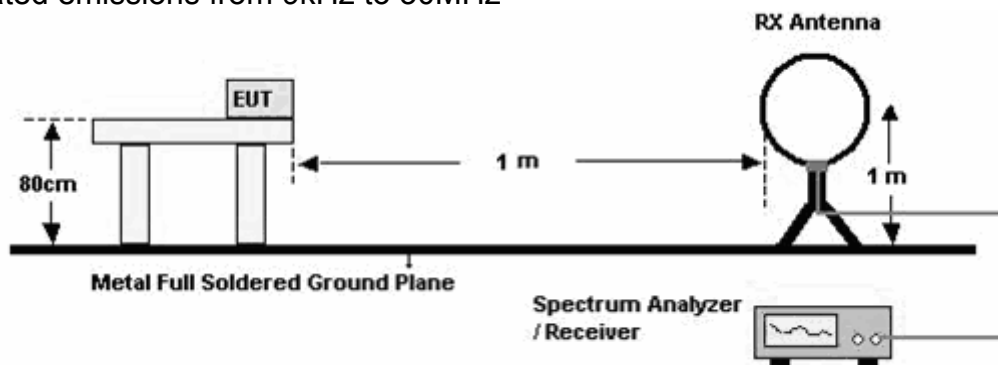 RX Antenna
EUT
80cm
1 m
1 m
Metal Full Soldered Ground Plane
Spectrum Analyzer
/ Receiver